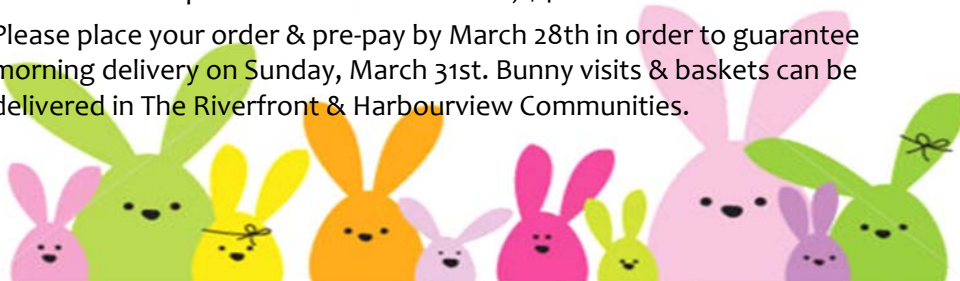 Please place your order & pre-pay by March 28th in order to guarantee
morning delivery on Sunday, March 31st. Bunny visits & baskets can be
delivered in The Riverfront & Harbourview Communities.